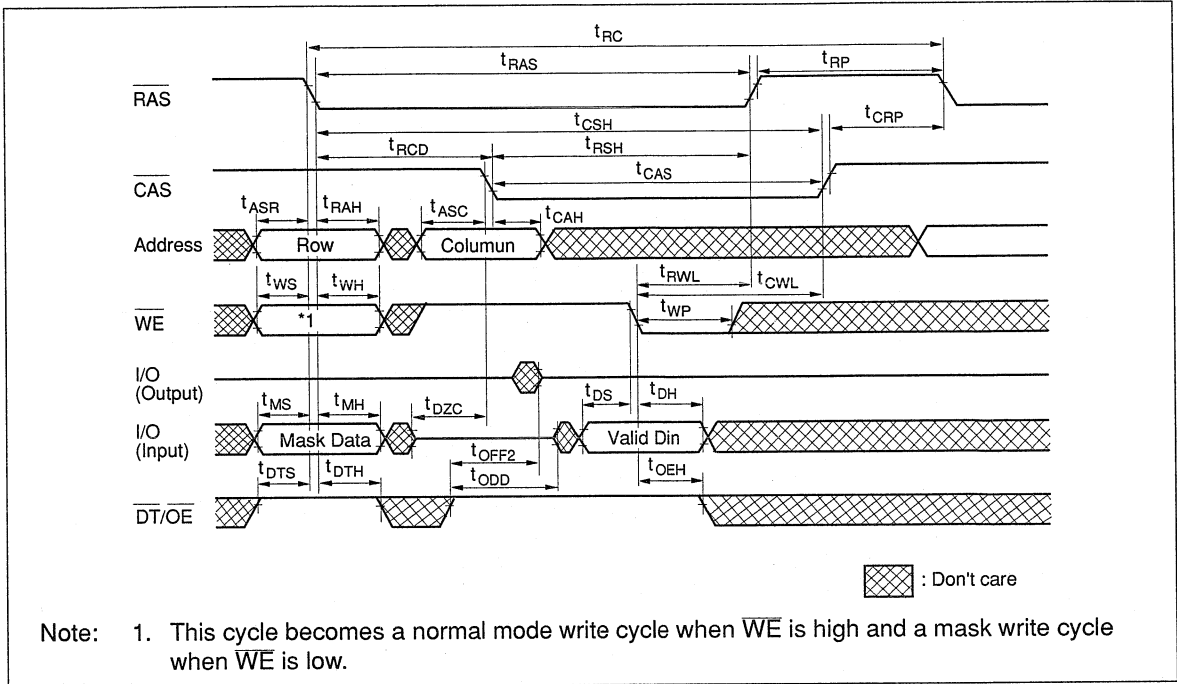 tRC
tRAS
tRP
RAS
tCSH
tCRP
tRCD
tRSH
tCAS
CAS
tASR
tRAH
tASC
tCAH
Address
Row
Columun
tRWL
tCWL
tWS
tWH
tWP
WE
*1
I/O
(Output)
tMS
tMH
tDZC
tDS
tDH
I/O
(Input)
Mask Data
Valid Din
tOFF2
tODD
tOEH
tDTS
tDTH
DT/OE
: Don't care
Note: 1. This cycle becomes a normal mode write cycle when WE is high and a mask write cycle
when WE is low.